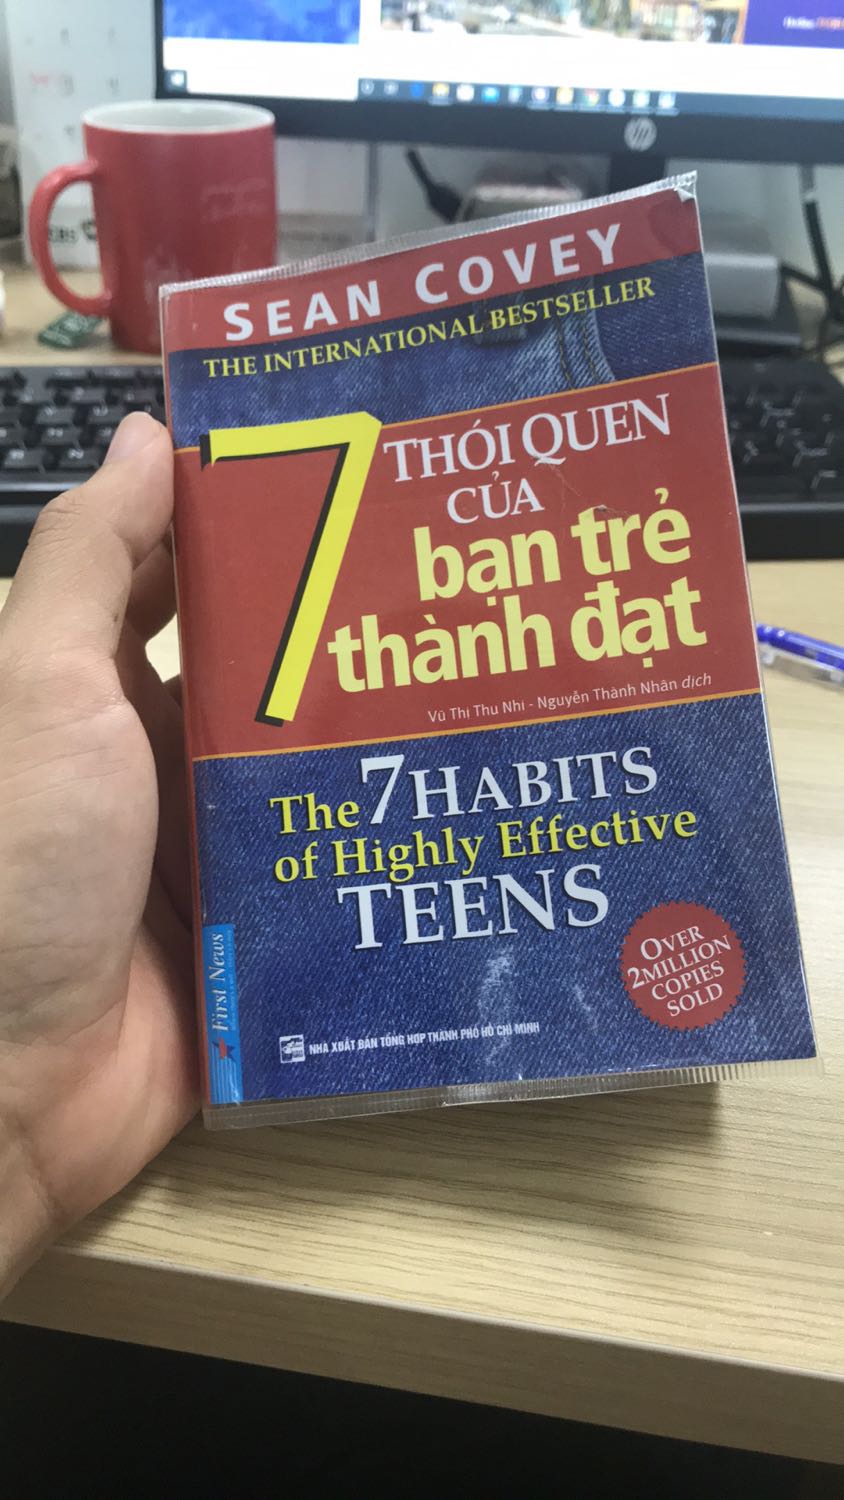 SEAN COVEY
THE INTERNATIONAL BESTSELLER
7
THÓI QUEN
CỦA
bạn trẻ
thành đạt
Vũ Thị Thu Nhi - Nguyễn Thành Nhân dịch
The 7 HABITS
of Highly Effective
TEENS
OVER
2MILLION
COPIES
SOLD
First News
NHÀ XUẤT BẢN TỔNG HỢP THÀNH PHỐ HỒ CHÍ MINH
hp